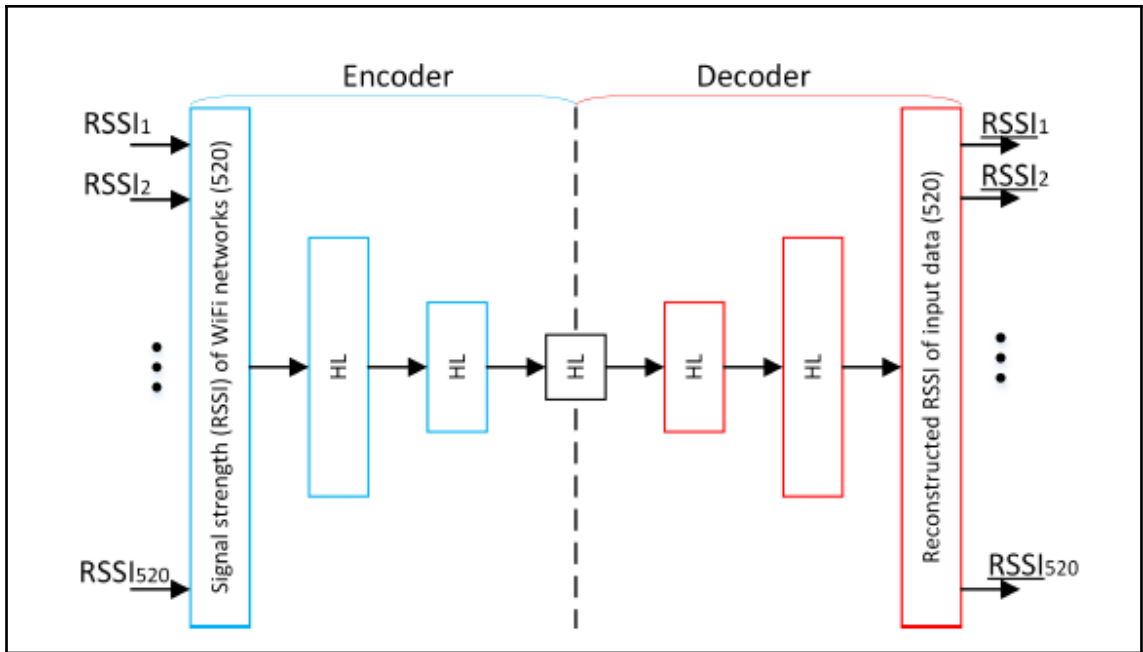 Encoder
Decoder
RSSI1
RSSI2
RSSI520
Signal strength (RSSI) of WiFi networks (520)
HL
HL
HL
HL
HL
Reconstructed RSSI of input data (520)
RSSI1
RSSI2
RSSI520